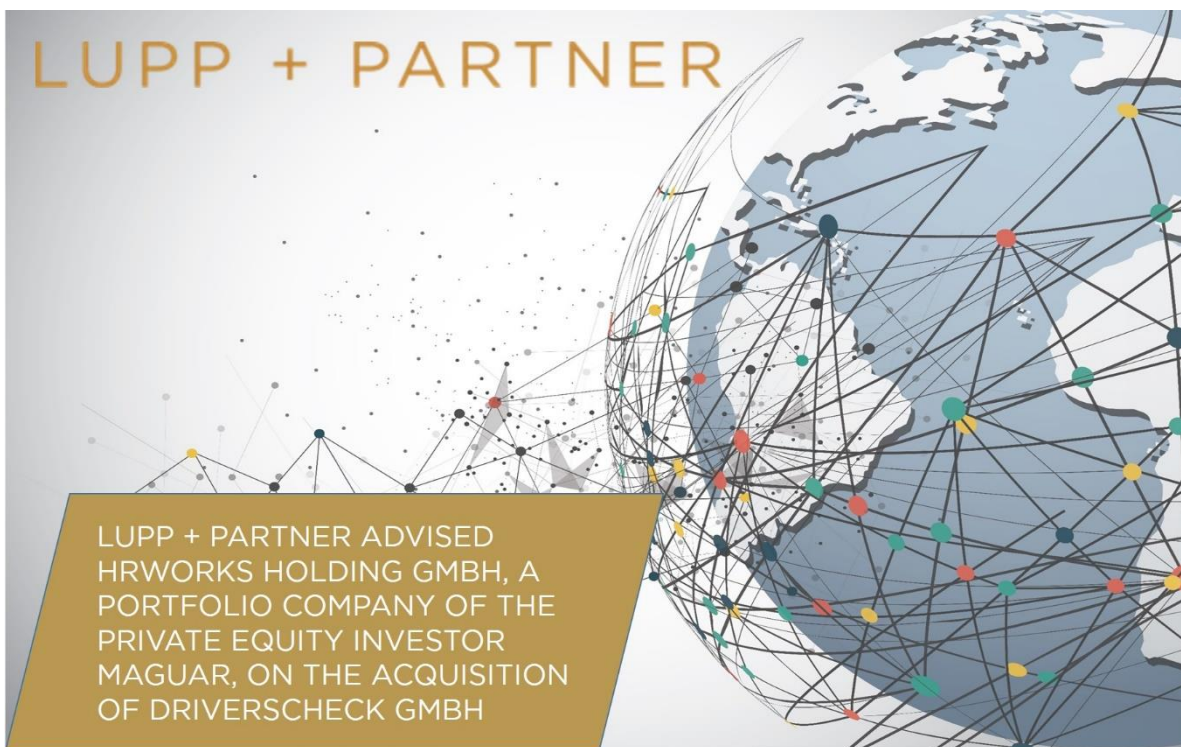 LUPP + PARTNER
LUPP + PARTNER ADVISED
HRWORKS HOLDING GMBH, A
PORTFOLIO COMPANY OF THE
PRIVATE EQUITY INVESTOR
MAGUAR, ON THE ACQUISITION
OF DRIVERSCHECK GMBH